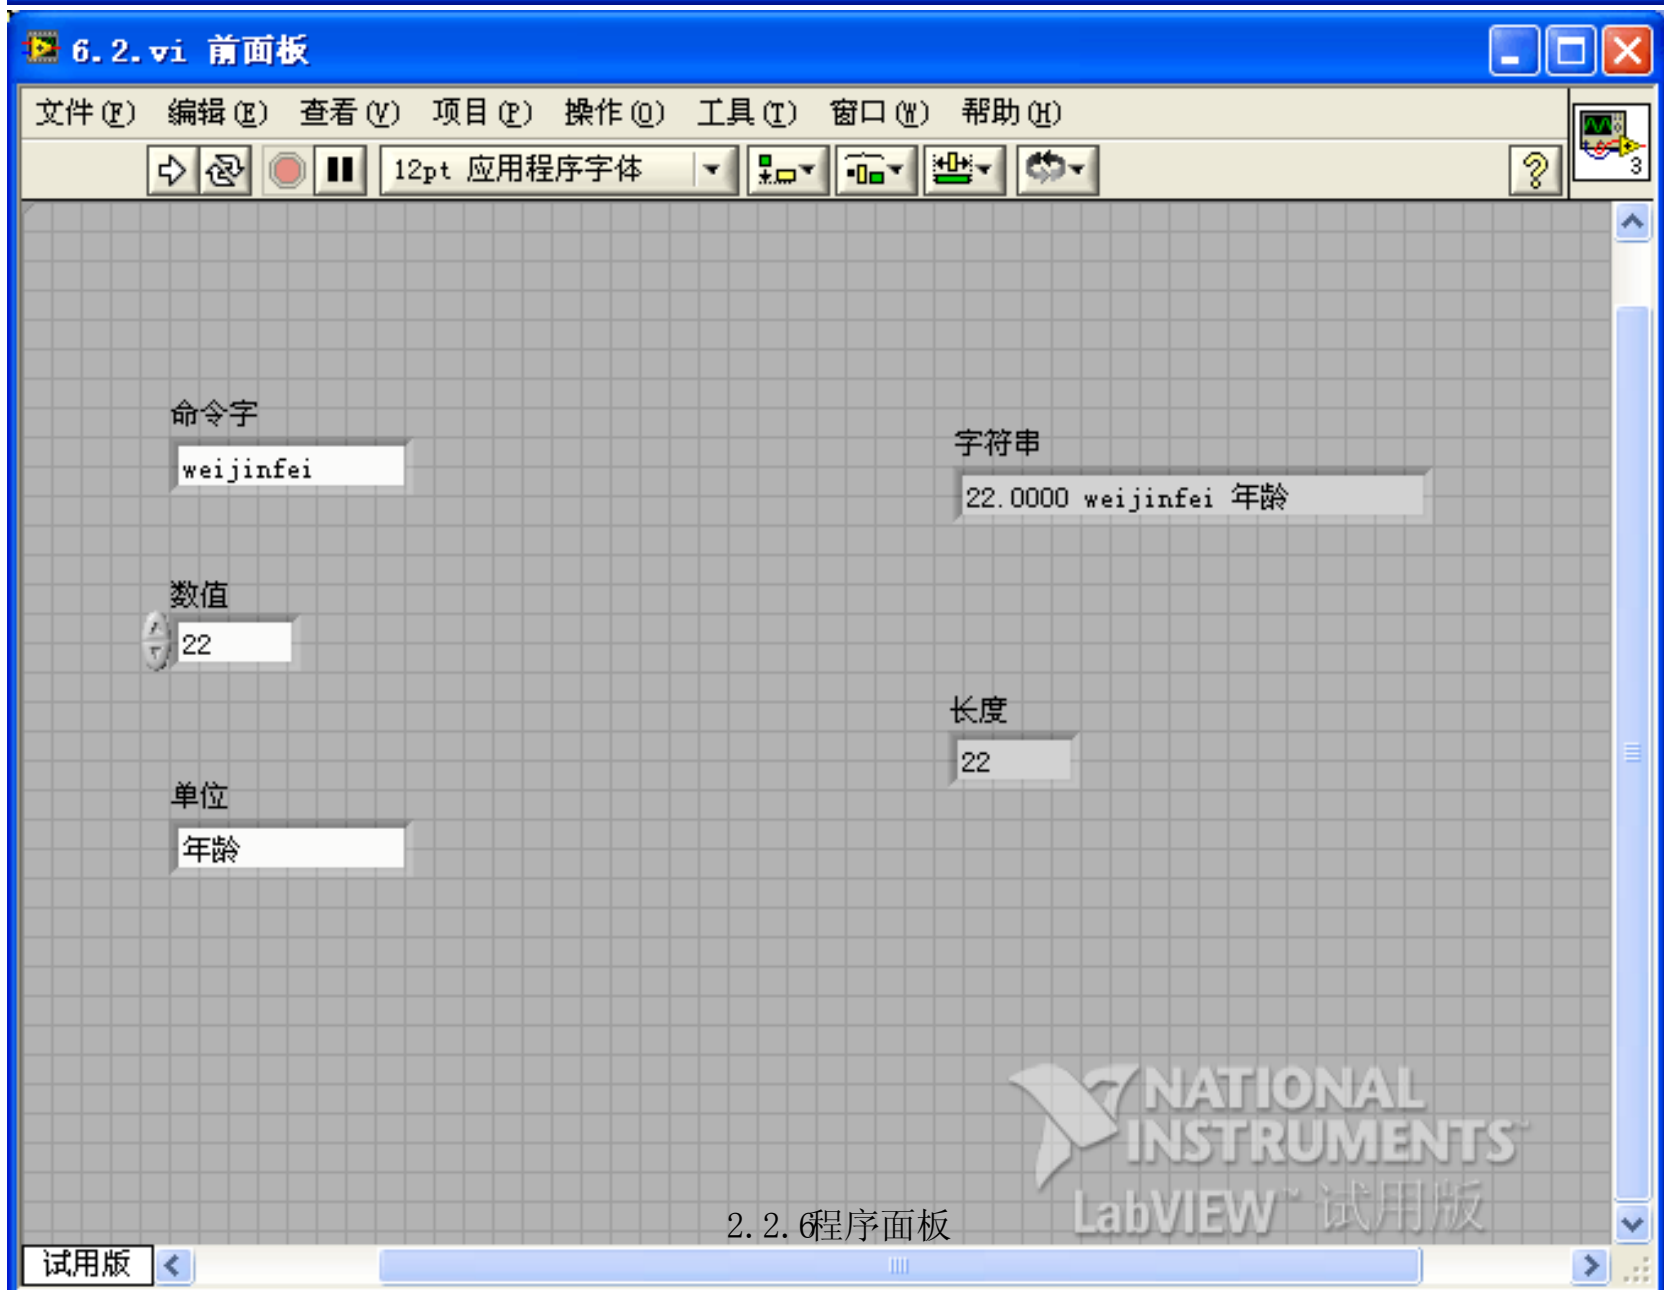 6.2.vi 前面板
文件(F) 编辑(E) 查看(V) 项目(P) 操作(O) 工具(T) 窗口(W) 帮助(H)
12pt 应用程序字体
?
3
命令字
weijinfei
字符串
22.0000 weijinfei 年龄
数值
22
长度
22
单位
年龄
NATIONAL
INSTRUMENTS™
LabVIEW™ 试用版
2.2.6程序面板
试用版